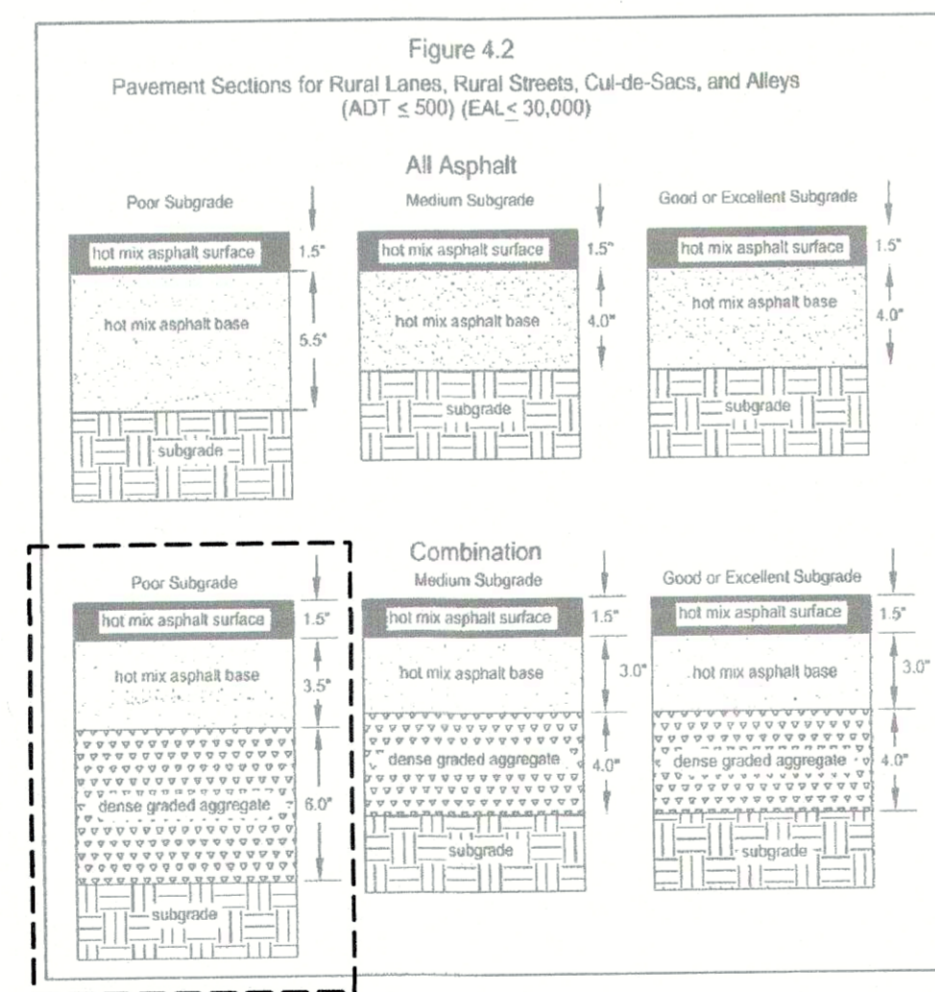 Figure 4.2
Pavement Sections for Rural Lanes, Rural Streets, Cul-de-Sacs, and Alleys
(ADT ≤ 500) (EAL≤ 30,000)
All Asphalt
Poor Subgrade
hot mix asphalt surface
1.5"
hot mix asphalt base
5.5"
subgrade
Medium Subgrade
hot mix asphalt surface
1.5"
hot mix asphalt base
4.0"
subgrade
Good or Excellent Subgrade
hot mix asphalt surface
1.5"
hot mix asphalt base
4.0"
subgrade
Combination
Poor Subgrade
hot mix asphalt surface
1.5"
hot mix asphalt base
3.5"
dense graded aggregate
6.0"
subgrade
Medium Subgrade
hot mix asphalt surface
1.5"
hot mix asphalt base
3.0"
dense graded aggregate
4.0"
subgrade
Good or Excellent Subgrade
hot mix asphalt surface
1.5"
hot mix asphalt base
3.0"
dense graded aggregate
4.0"
subgrade